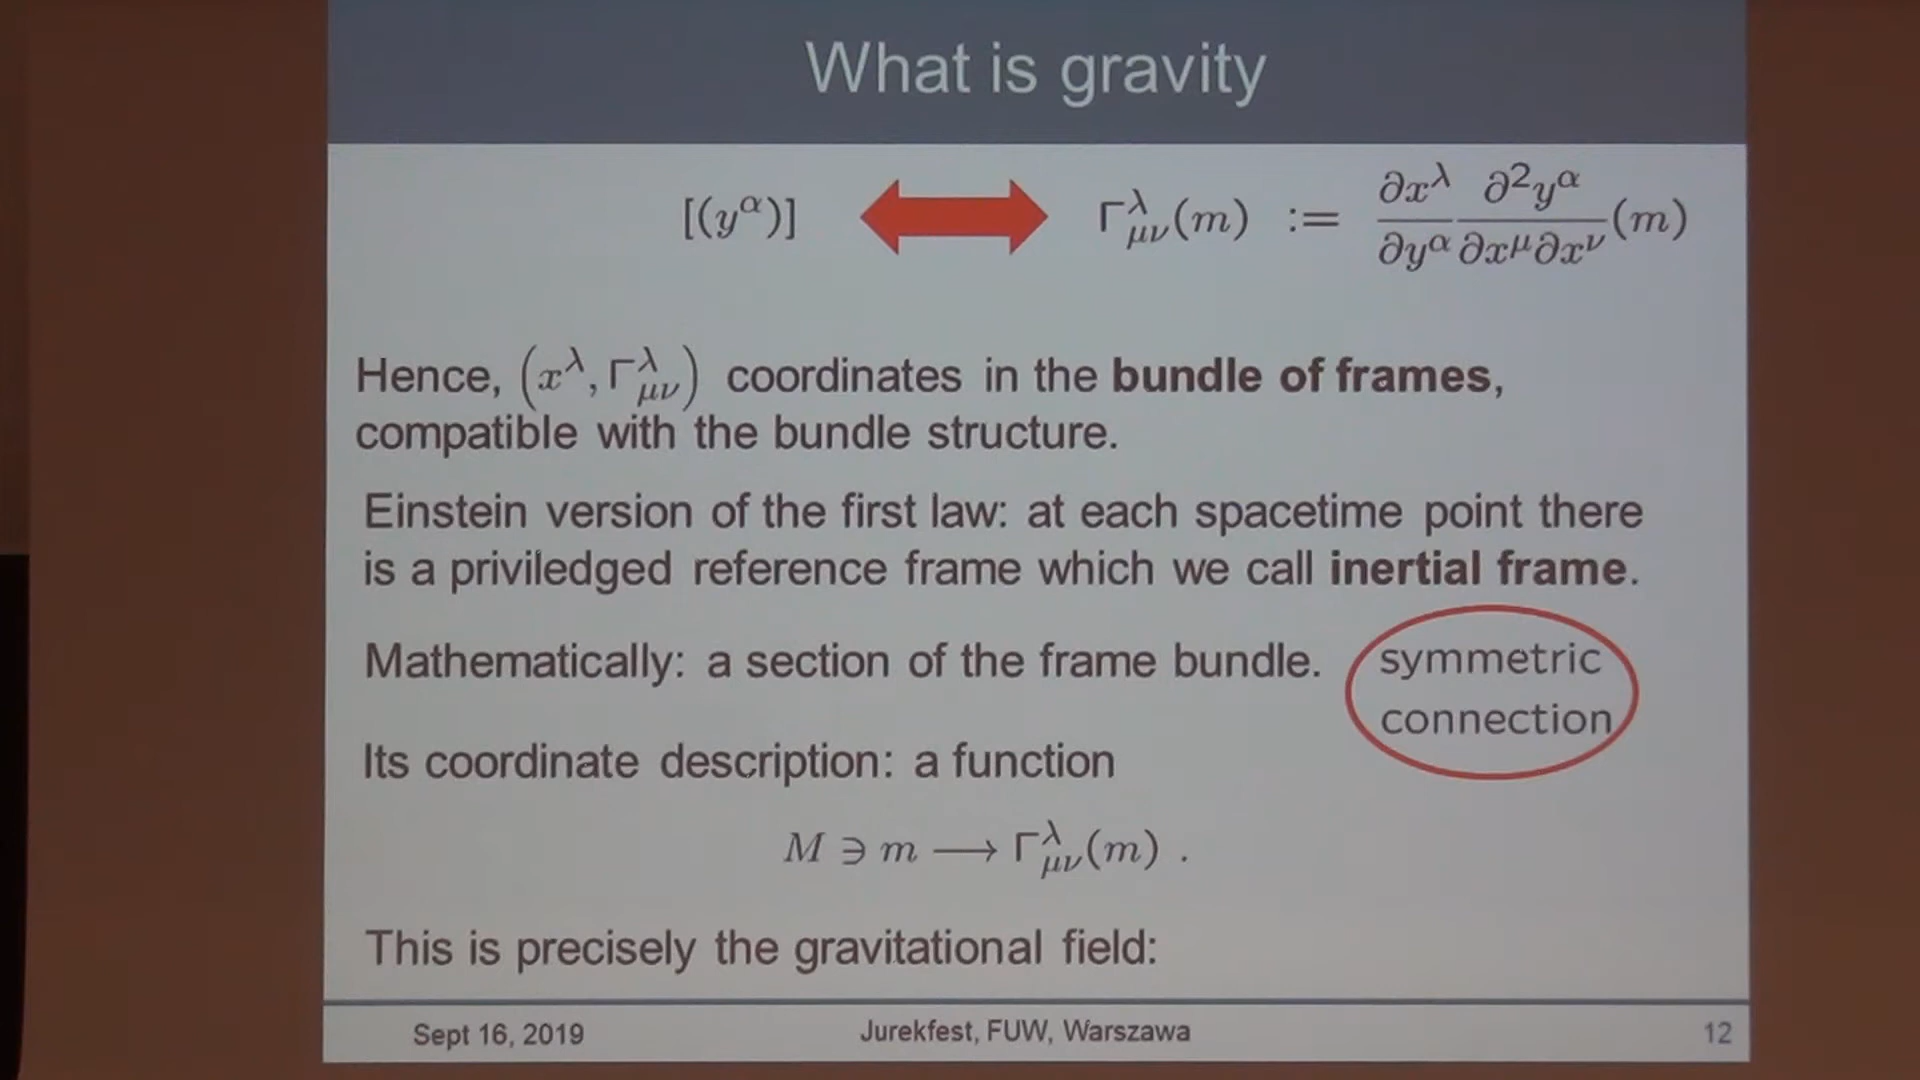 What is gravity
[(y^α)] ⟷ Γ^λ_{μν}(m) := ∂x^λ/∂y^α ∂²y^α/∂x^μ∂x^ν (m)
Hence, (x^λ, Γ^λ_{μν}) coordinates in the bundle of frames,
compatible with the bundle structure.
Einstein version of the first law: at each spacetime point there
is a priviledged reference frame which we call inertial frame.
Mathematically: a section of the frame bundle.
symmetric
connection
Its coordinate description: a function
M ∋ m ⟶ Γ^λ_{μν}(m) .
This is precisely the gravitational field:
Sept 16, 2019 Jurekfest, FUW, Warszawa 12